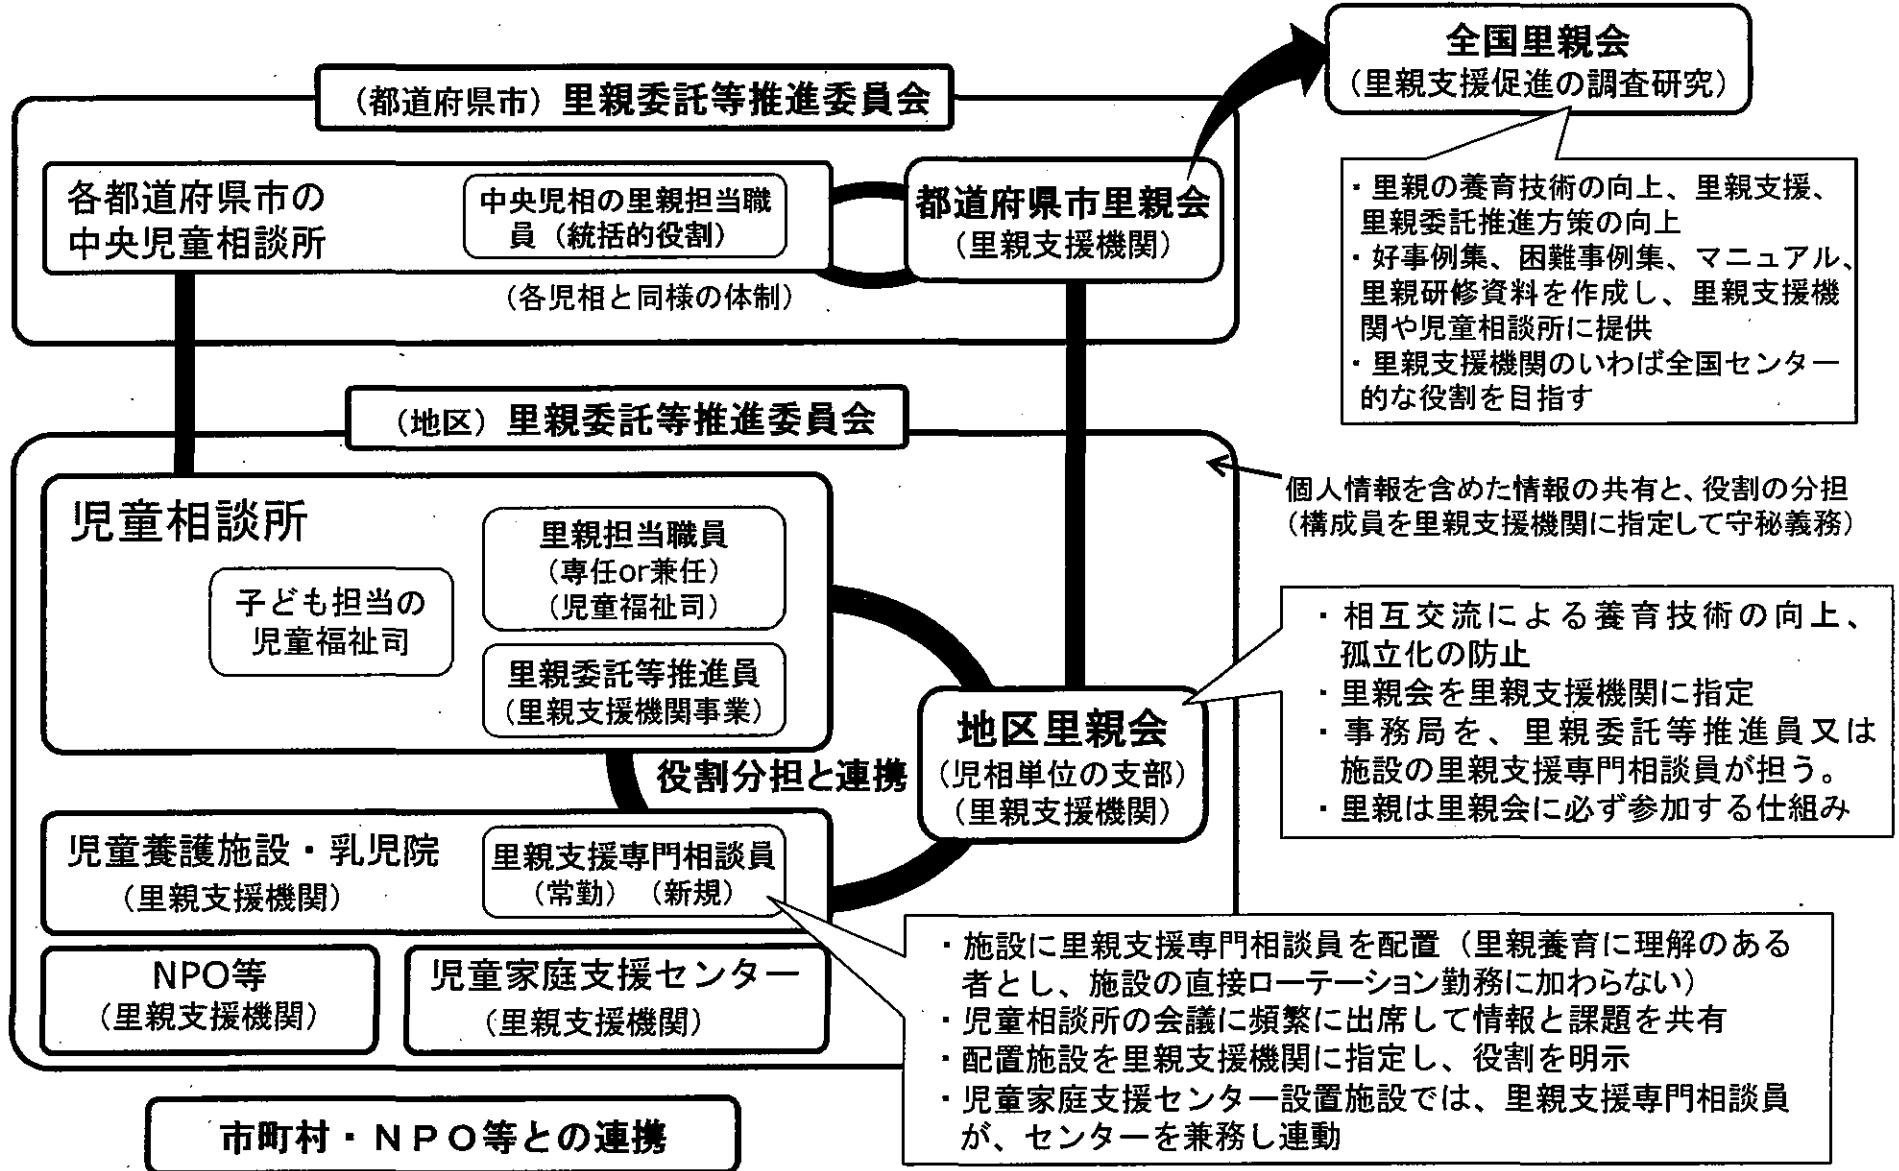 全国里親会
（里親支援促進の調査研究）
（都道府県市）里親委託等推進委員会
各都道府県市の
中央児童相談所
中央児相の里親担当職
員（統括的役割）
（各児相と同様の体制）
都道府県市里親会
（里親支援機関）
・里親の養育技術の向上、里親支援、
里親委託推進方策の向上
・好事例集、困難事例集、マニュアル、
里親研修資料を作成し、里親支援機
関や児童相談所に提供
・里親支援機関のいわば全国センター
的な役割を目指す
（地区）里親委託等推進委員会
個人情報を含めた情報の共有と、役割の分担
（構成員を里親支援機関に指定して守秘義務）
児童相談所
子ども担当の
児童福祉司
里親担当職員
（専任or兼任）
（児童福祉司）
里親委託等推進員
（里親支援機関事業）
役割分担と連携
地区里親会
（児相単位の支部）
（里親支援機関）
・相互交流による養育技術の向上、
孤立化の防止
・里親会を里親支援機関に指定
・事務局を、里親委託等推進員又は
施設の里親支援専門相談員が担う。
・里親は里親会に必ず参加する仕組み
児童養護施設・乳児院
（里親支援機関）
里親支援専門相談員
（常勤）（新規）
NPO等
（里親支援機関）
児童家庭支援センター
（里親支援機関）
・施設に里親支援専門相談員を配置（里親養育に理解のある
者とし、施設の直接ローテーション勤務に加わらない）
・児童相談所の会議に頻繁に出席して情報と課題を共有
・配置施設を里親支援機関に指定し、役割を明示
・児童家庭支援センター設置施設では、里親支援専門相談員
が、センターを兼務し連動
市町村・ＮＰＯ等との連携